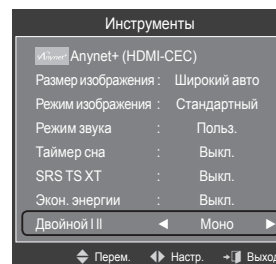 Инструменты
Anynet+ Anynet+ (HDMI-CEC)
Размер изображения : Широкий авто
Режим изображения : Стандартный
Режим звука : Польз.
Таймер сна : Выкл.
SRS TS XT : Выкл.
Экон. энергии : Выкл.
Двойной I II ◄ Моно ►
Перем. Настр. Выход